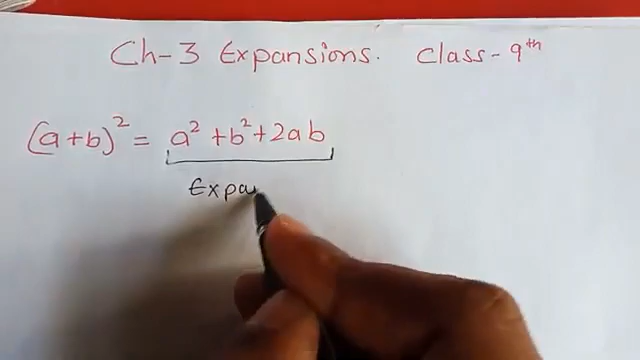 Ch-3 Expansions. Class-9th
(a+b)² = a² + b² + 2ab
Expa